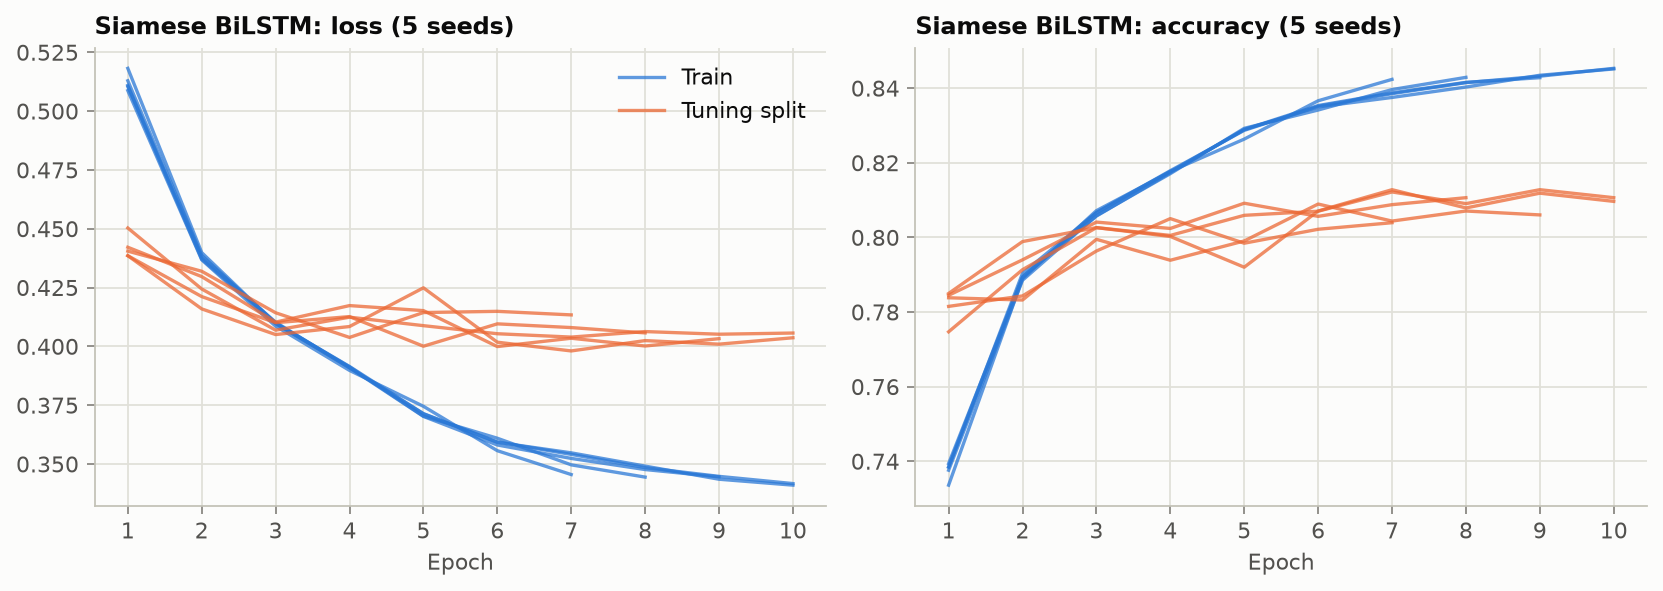 Siamese BiLSTM: loss (5 seeds)
0.525
0.500
0.475
0.450
0.425
0.400
0.375
0.350
Train
Tuning split
1 2 3 4 5 6 7 8 9 10
Epoch
Siamese BiLSTM: accuracy (5 seeds)
0.84
0.82
0.80
0.78
0.76
0.74
1 2 3 4 5 6 7 8 9 10
Epoch